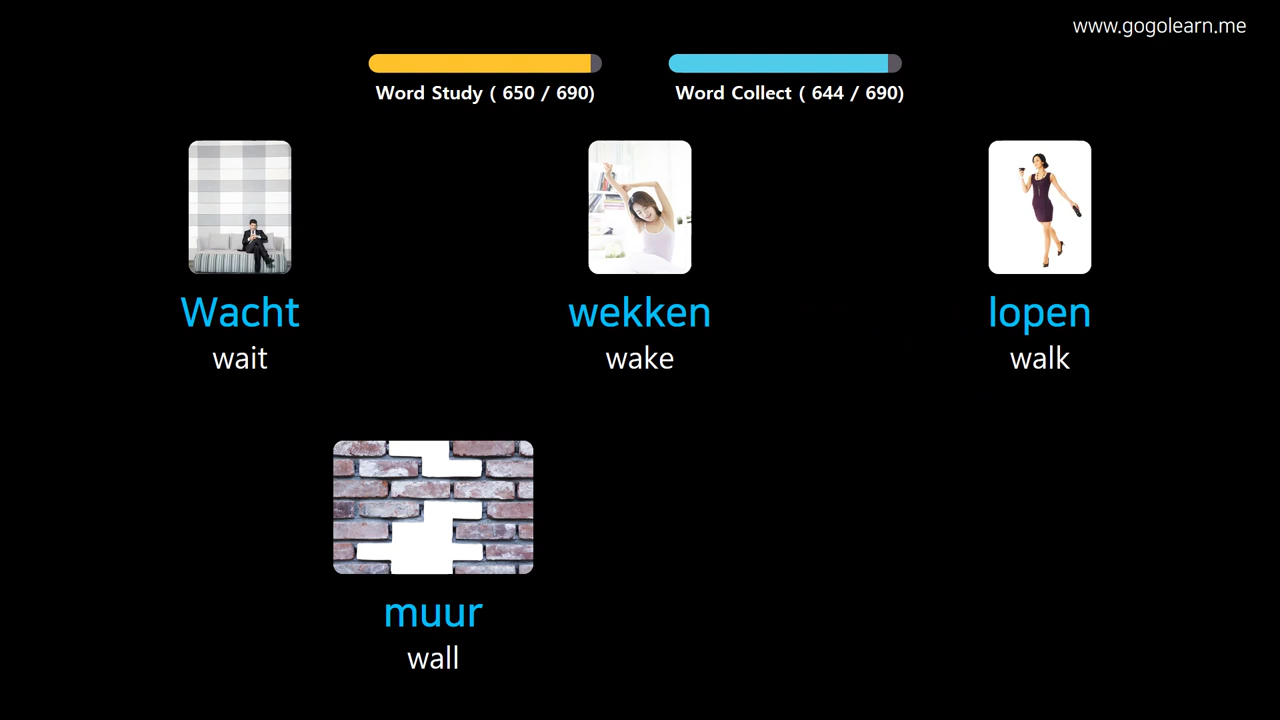 www.gogolearn.me
Word Study ( 650 / 690)
Word Collect ( 644 / 690)
Wacht
wait
wekken
wake
lopen
walk
muur
wall